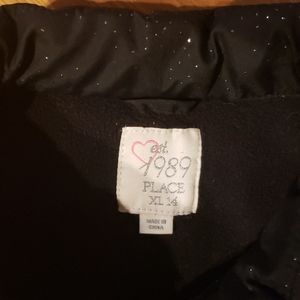 est.
1989
PLACE
XL 14
MADE IN
CHINA